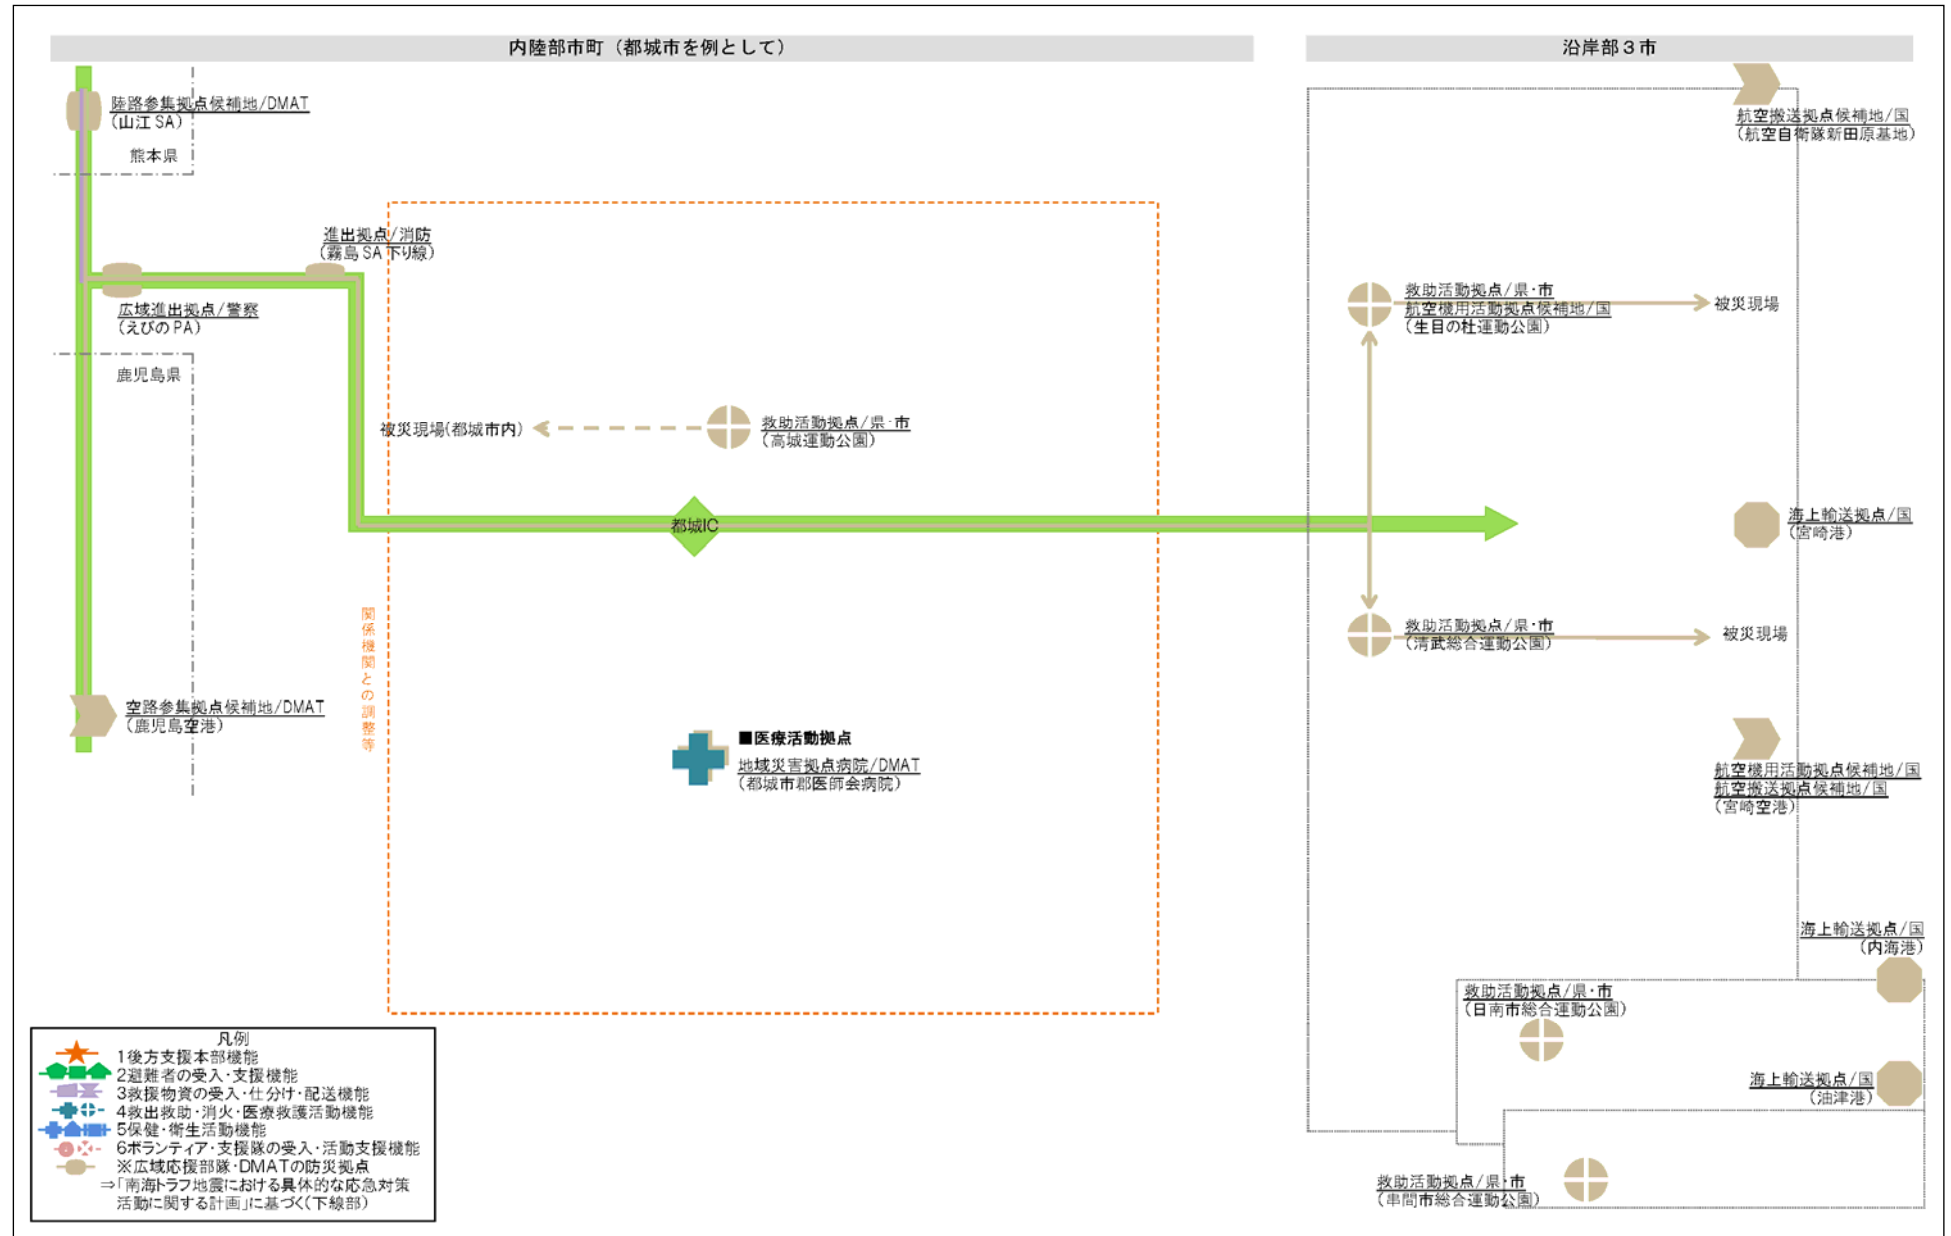 内陸部市町（都城市を例として）
沿岸部３市
陸路参集拠点候補地/DMAT
（山江 SA）
熊本県
進出拠点/消防
（霧島 SA 下り線）
広域進出拠点/警察
（えびの PA）
鹿児島県
被災現場(都城市内)
救助活動拠点/県・市
（高城運動公園）
都城IC
関係機関との調整等
空路参集拠点候補地/DMAT
（鹿児島空港）
■医療活動拠点
地域災害拠点病院/DMAT
（都城市郡医師会病院）
航空搬送拠点候補地/国
（航空自衛隊新田原基地）
救助活動拠点/県・市
航空機用活動拠点候補地/国
（生目の杜運動公園）
被災現場
海上輸送拠点/国
（宮崎港）
救助活動拠点/県・市
（清武総合運動公園）
被災現場
航空機用活動拠点候補地/国
航空搬送拠点候補地/国
（宮崎空港）
海上輸送拠点/国
（内海港）
救助活動拠点/県・市
（日南市総合運動公園）
海上輸送拠点/国
（油津港）
救助活動拠点/県・市
（串間市総合運動公園）
凡例
1後方支援本部機能
2避難者の受入・支援機能
3救援物資の受入・仕分け・配送機能
4救出救助・消火・医療救護活動機能
5保健・衛生活動機能
6ボランティア・支援隊の受入・活動支援機能
※広域応援部隊・DMATの防災拠点
⇒「南海トラフ地震における具体的な応急対策
活動に関する計画」に基づく（下線部）